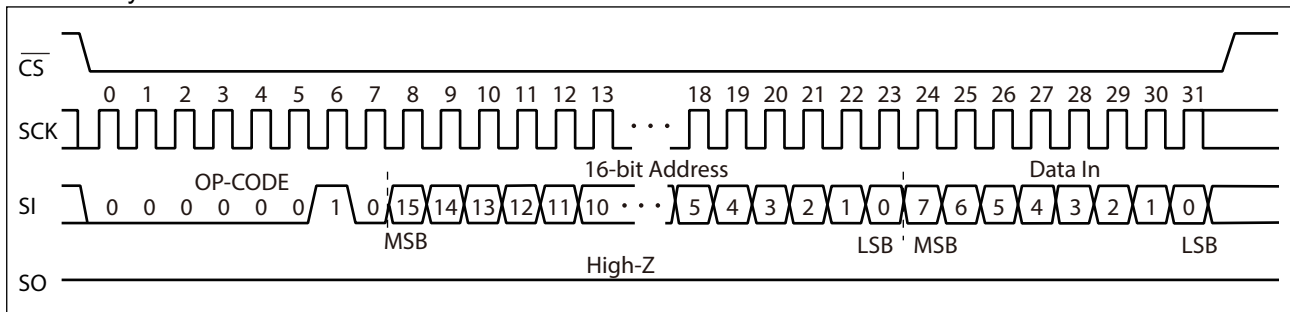 CS
0 1 2 3 4 5 6 7 8 9 10 11 12 13 18 19 20 21 22 23 24 25 26 27 28 29 30 31
SCK ···
OP-CODE 16-bit Address Data In
SI 0 0 0 0 0 0 1 0 15 14 13 12 11 10 ··· 5 4 3 2 1 0 7 6 5 4 3 2 1 0
MSB LSB MSB LSB
High-Z
SO